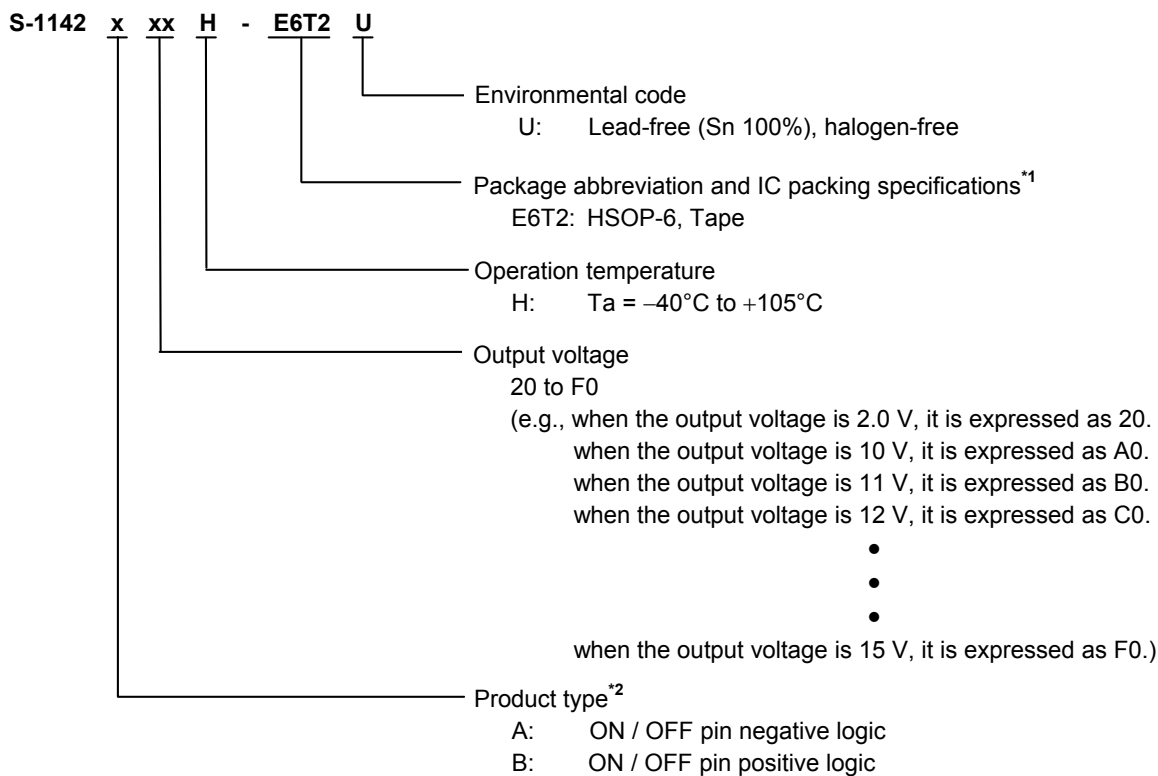 S-1142 x xx H - E6T2 U
Environmental code
U: Lead-free (Sn 100%), halogen-free
Package abbreviation and IC packing specifications*1
E6T2: HSOP-6, Tape
Operation temperature
H: Ta = −40°C to +105°C
Output voltage
20 to F0
(e.g., when the output voltage is 2.0 V, it is expressed as 20.
when the output voltage is 10 V, it is expressed as A0.
when the output voltage is 11 V, it is expressed as B0.
when the output voltage is 12 V, it is expressed as C0.
•
•
•
when the output voltage is 15 V, it is expressed as F0.)
Product type*2
A: ON / OFF pin negative logic
B: ON / OFF pin positive logic